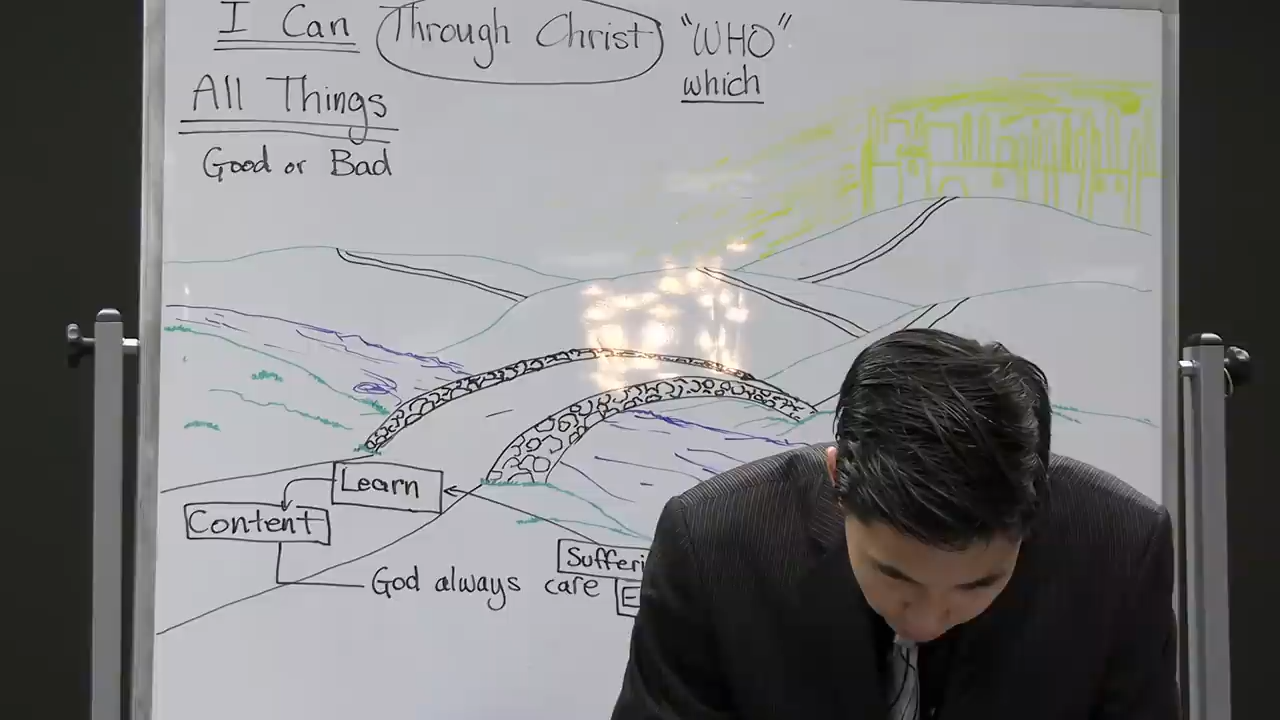 I Can Through Christ "WHO"
which
All Things
Good or Bad
Learn
Content
God always care